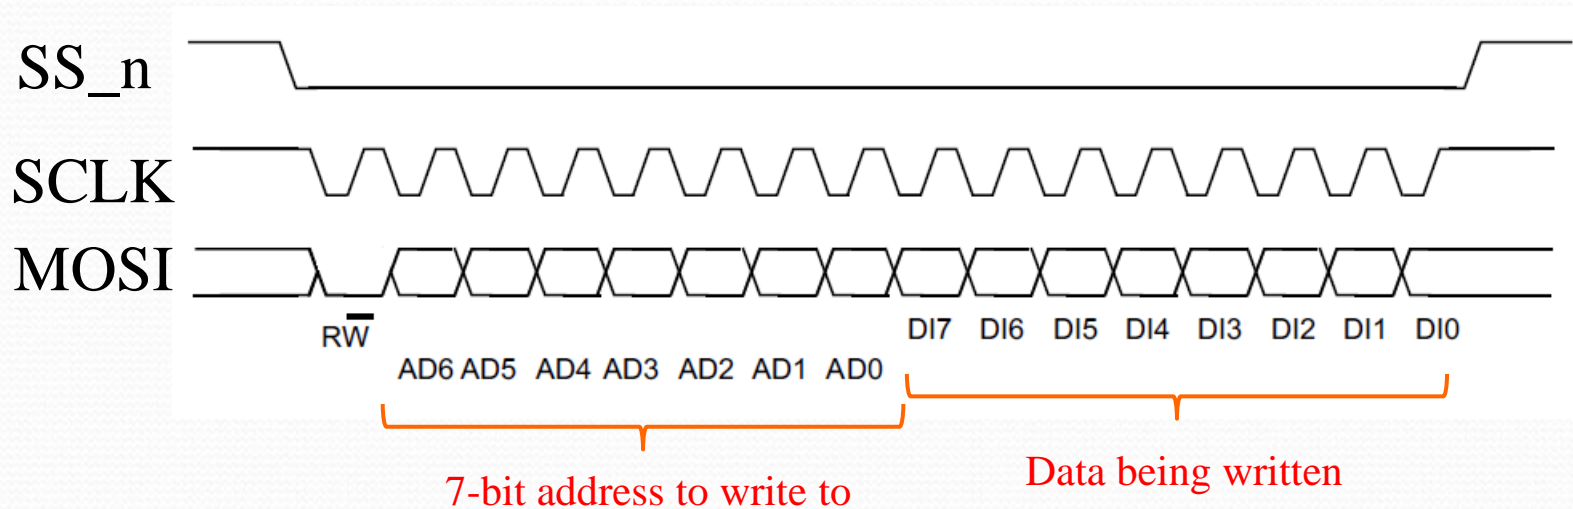 SS_n
SCLK
MOSI
RW̅
DI7 DI6 DI5 DI4 DI3 DI2 DI1 DI0
AD6 AD5 AD4 AD3 AD2 AD1 AD0
Data being written
7-bit address to write to